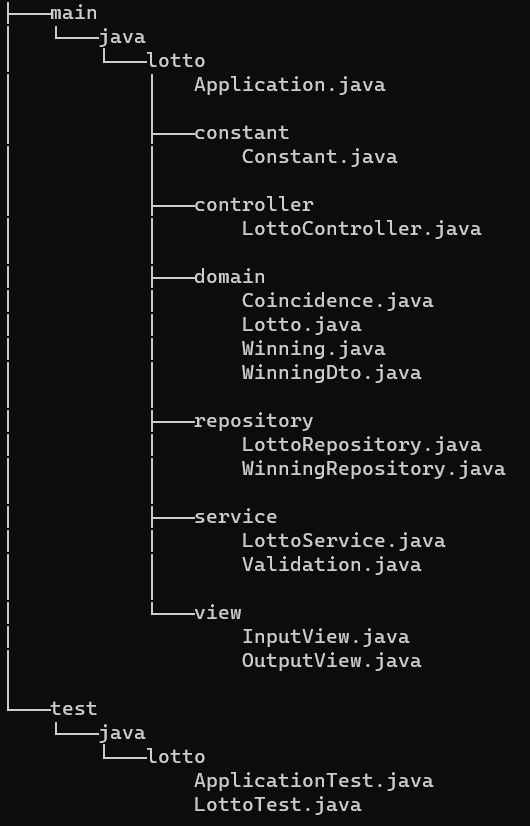 main
java
lotto
Application.java
constant
Constant.java
controller
LottoController.java
domain
Coincidence.java
Lotto.java
Winning.java
WinningDto.java
repository
LottoRepository.java
WinningRepository.java
service
LottoService.java
Validation.java
view
InputView.java
OutputView.java
test
java
lotto
ApplicationTest.java
LottoTest.java